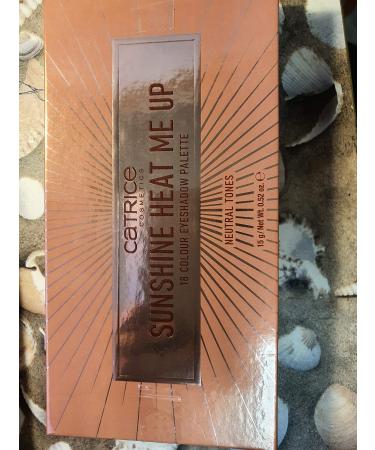 CATRICE
COSMETICS
SUNSHINE HEAT ME UP
18 COLOUR EYESHADOW PALETTE
NEUTRAL TONES
15 g / Net Wt. 0.52 oz. ℮